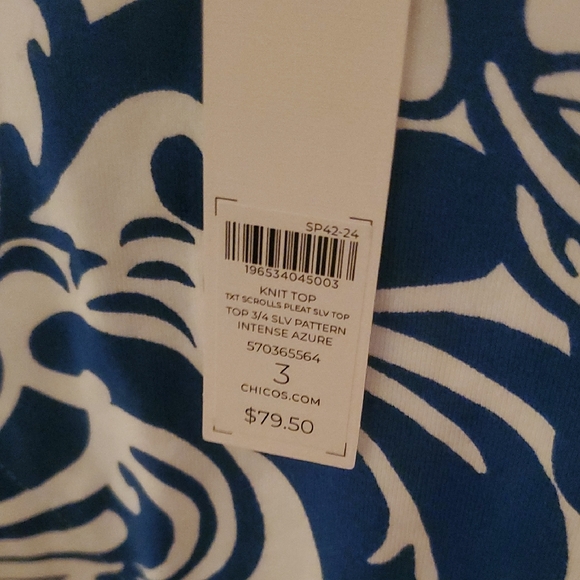 SP42-24
196534045003
KNIT TOP
TXT SCROLLS PLEAT SLV TOP
TOP 3/4 SLV PATTERN
INTENSE AZURE
570365564
3
CHICOS.COM
$79.50